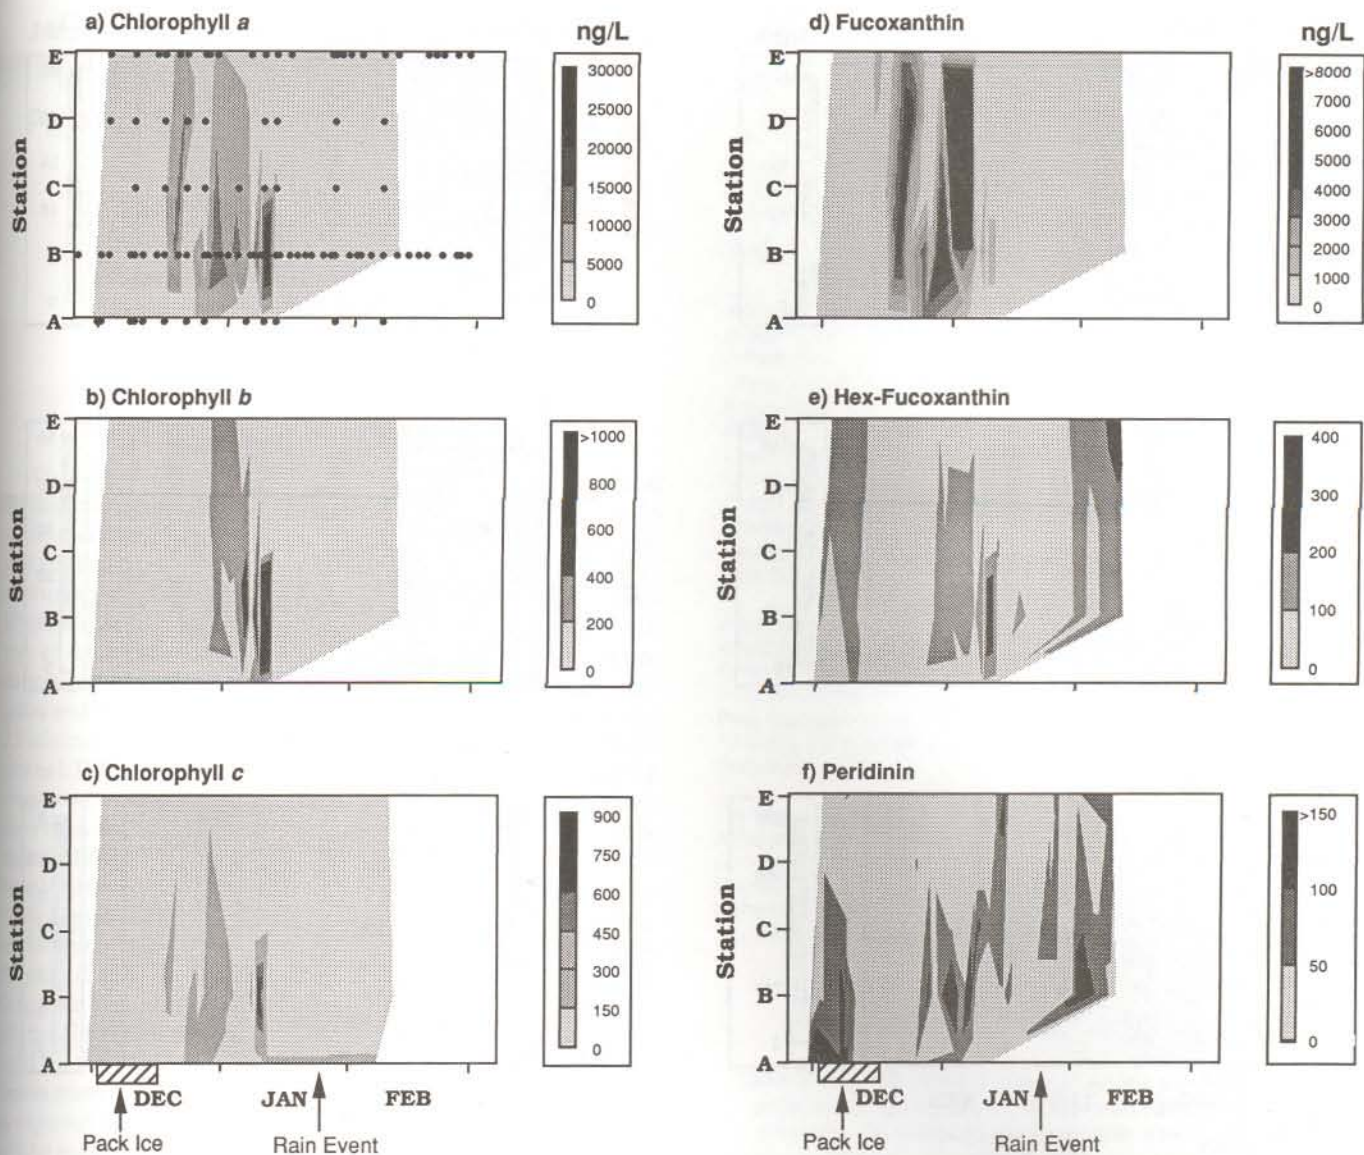 a) Chlorophyll a
ng/L
Station
E
D
C
B
A
30000
25000
20000
15000
10000
5000
0
d) Fucoxanthin
ng/L
Station
E
D
C
B
A
>8000
7000
6000
5000
4000
3000
2000
1000
0
b) Chlorophyll b
Station
E
D
C
B
A
>1000
800
600
400
200
0
e) Hex-Fucoxanthin
Station
E
D
C
B
A
400
300
200
100
0
c) Chlorophyll c
Station
E
D
C
B
A
900
750
600
450
300
150
0
DEC JAN FEB
Pack Ice Rain Event
f) Peridinin
Station
E
D
C
B
A
>150
100
50
0
DEC JAN FEB
Pack Ice Rain Event